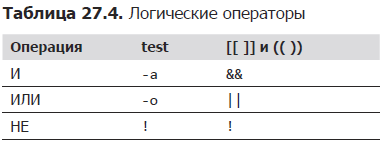 Таблица 27.4. Логические операторы
Операция test [[ ]] и (( ))
И -a &&
ИЛИ -o ||
НЕ ! !